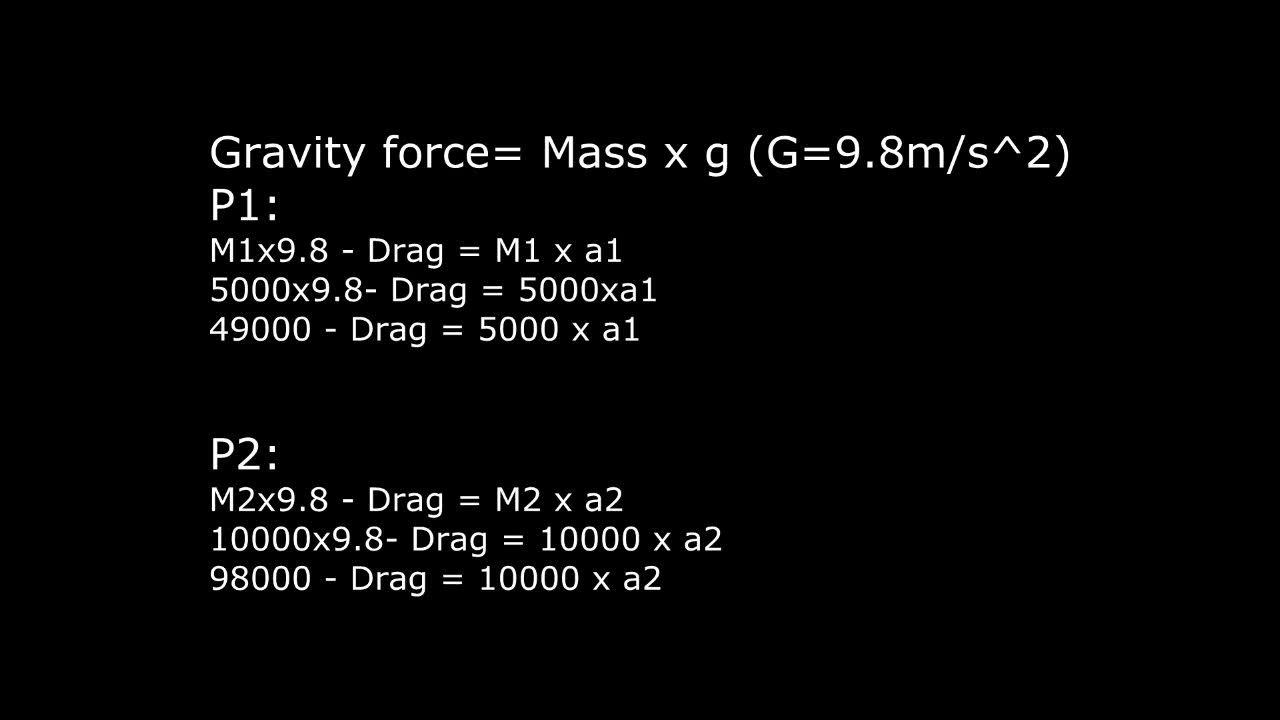 Gravity force= Mass x g (G=9.8m/s^2)
P1:
M1x9.8 - Drag = M1 x a1
5000x9.8- Drag = 5000xa1
49000 - Drag = 5000 x a1
P2:
M2x9.8 - Drag = M2 x a2
10000x9.8- Drag = 10000 x a2
98000 - Drag = 10000 x a2